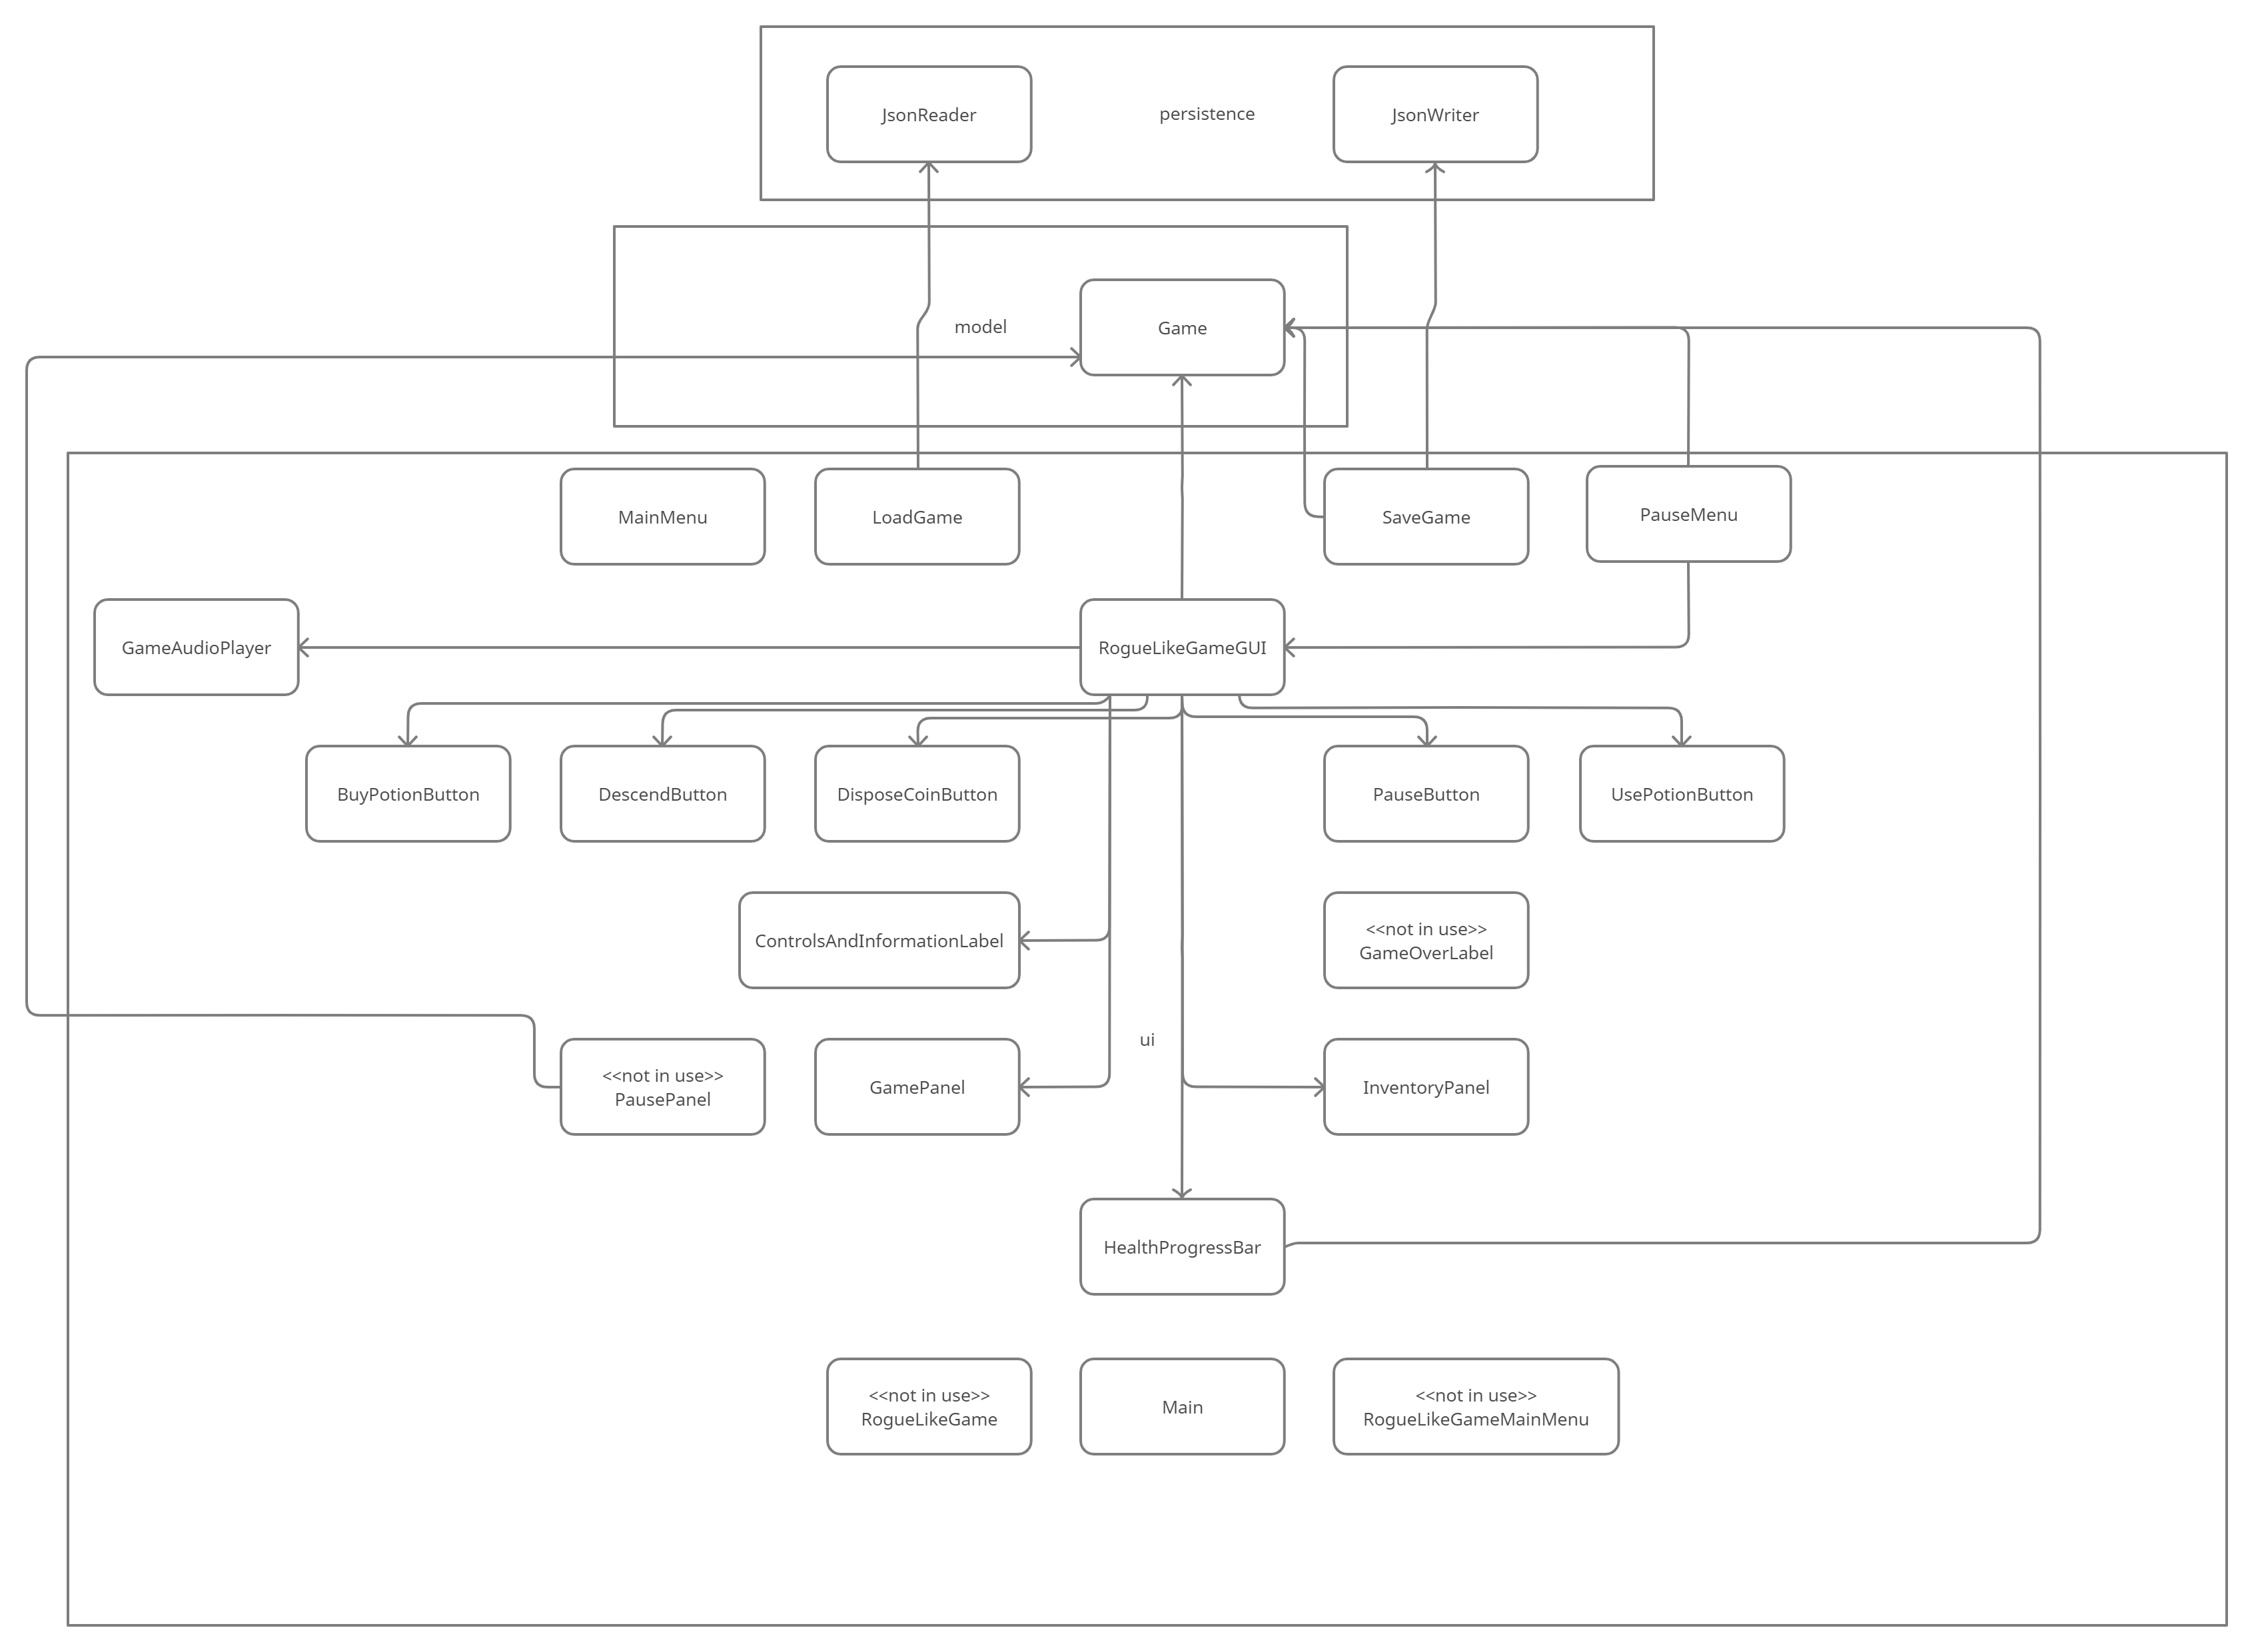 JsonReader
persistence
JsonWriter
model
Game
MainMenu
LoadGame
SaveGame
PauseMenu
GameAudioPlayer
RogueLikeGameGUI
BuyPotionButton
DescendButton
DisposeCoinButton
PauseButton
UsePotionButton
ControlsAndInformationLabel
<<not in use>>
GameOverLabel
ui
<<not in use>>
PausePanel
GamePanel
InventoryPanel
HealthProgressBar
<<not in use>>
RogueLikeGame
Main
<<not in use>>
RogueLikeGameMainMenu